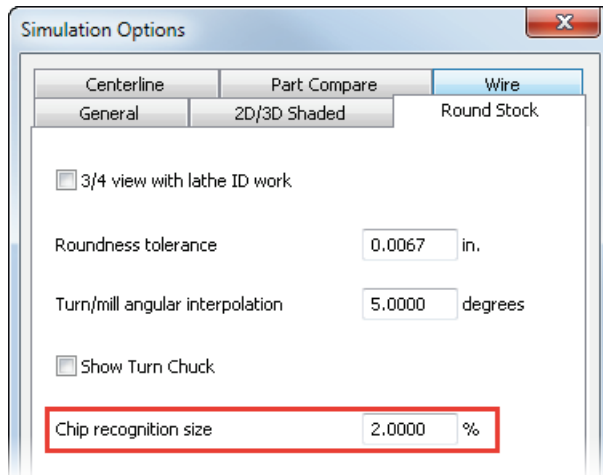 Simulation Options
Centerline Part Compare Wire
General 2D/3D Shaded Round Stock
3/4 view with lathe ID work
Roundness tolerance 0.0067 in.
Turn/mill angular interpolation 5.0000 degrees
Show Turn Chuck
Chip recognition size 2.0000 %